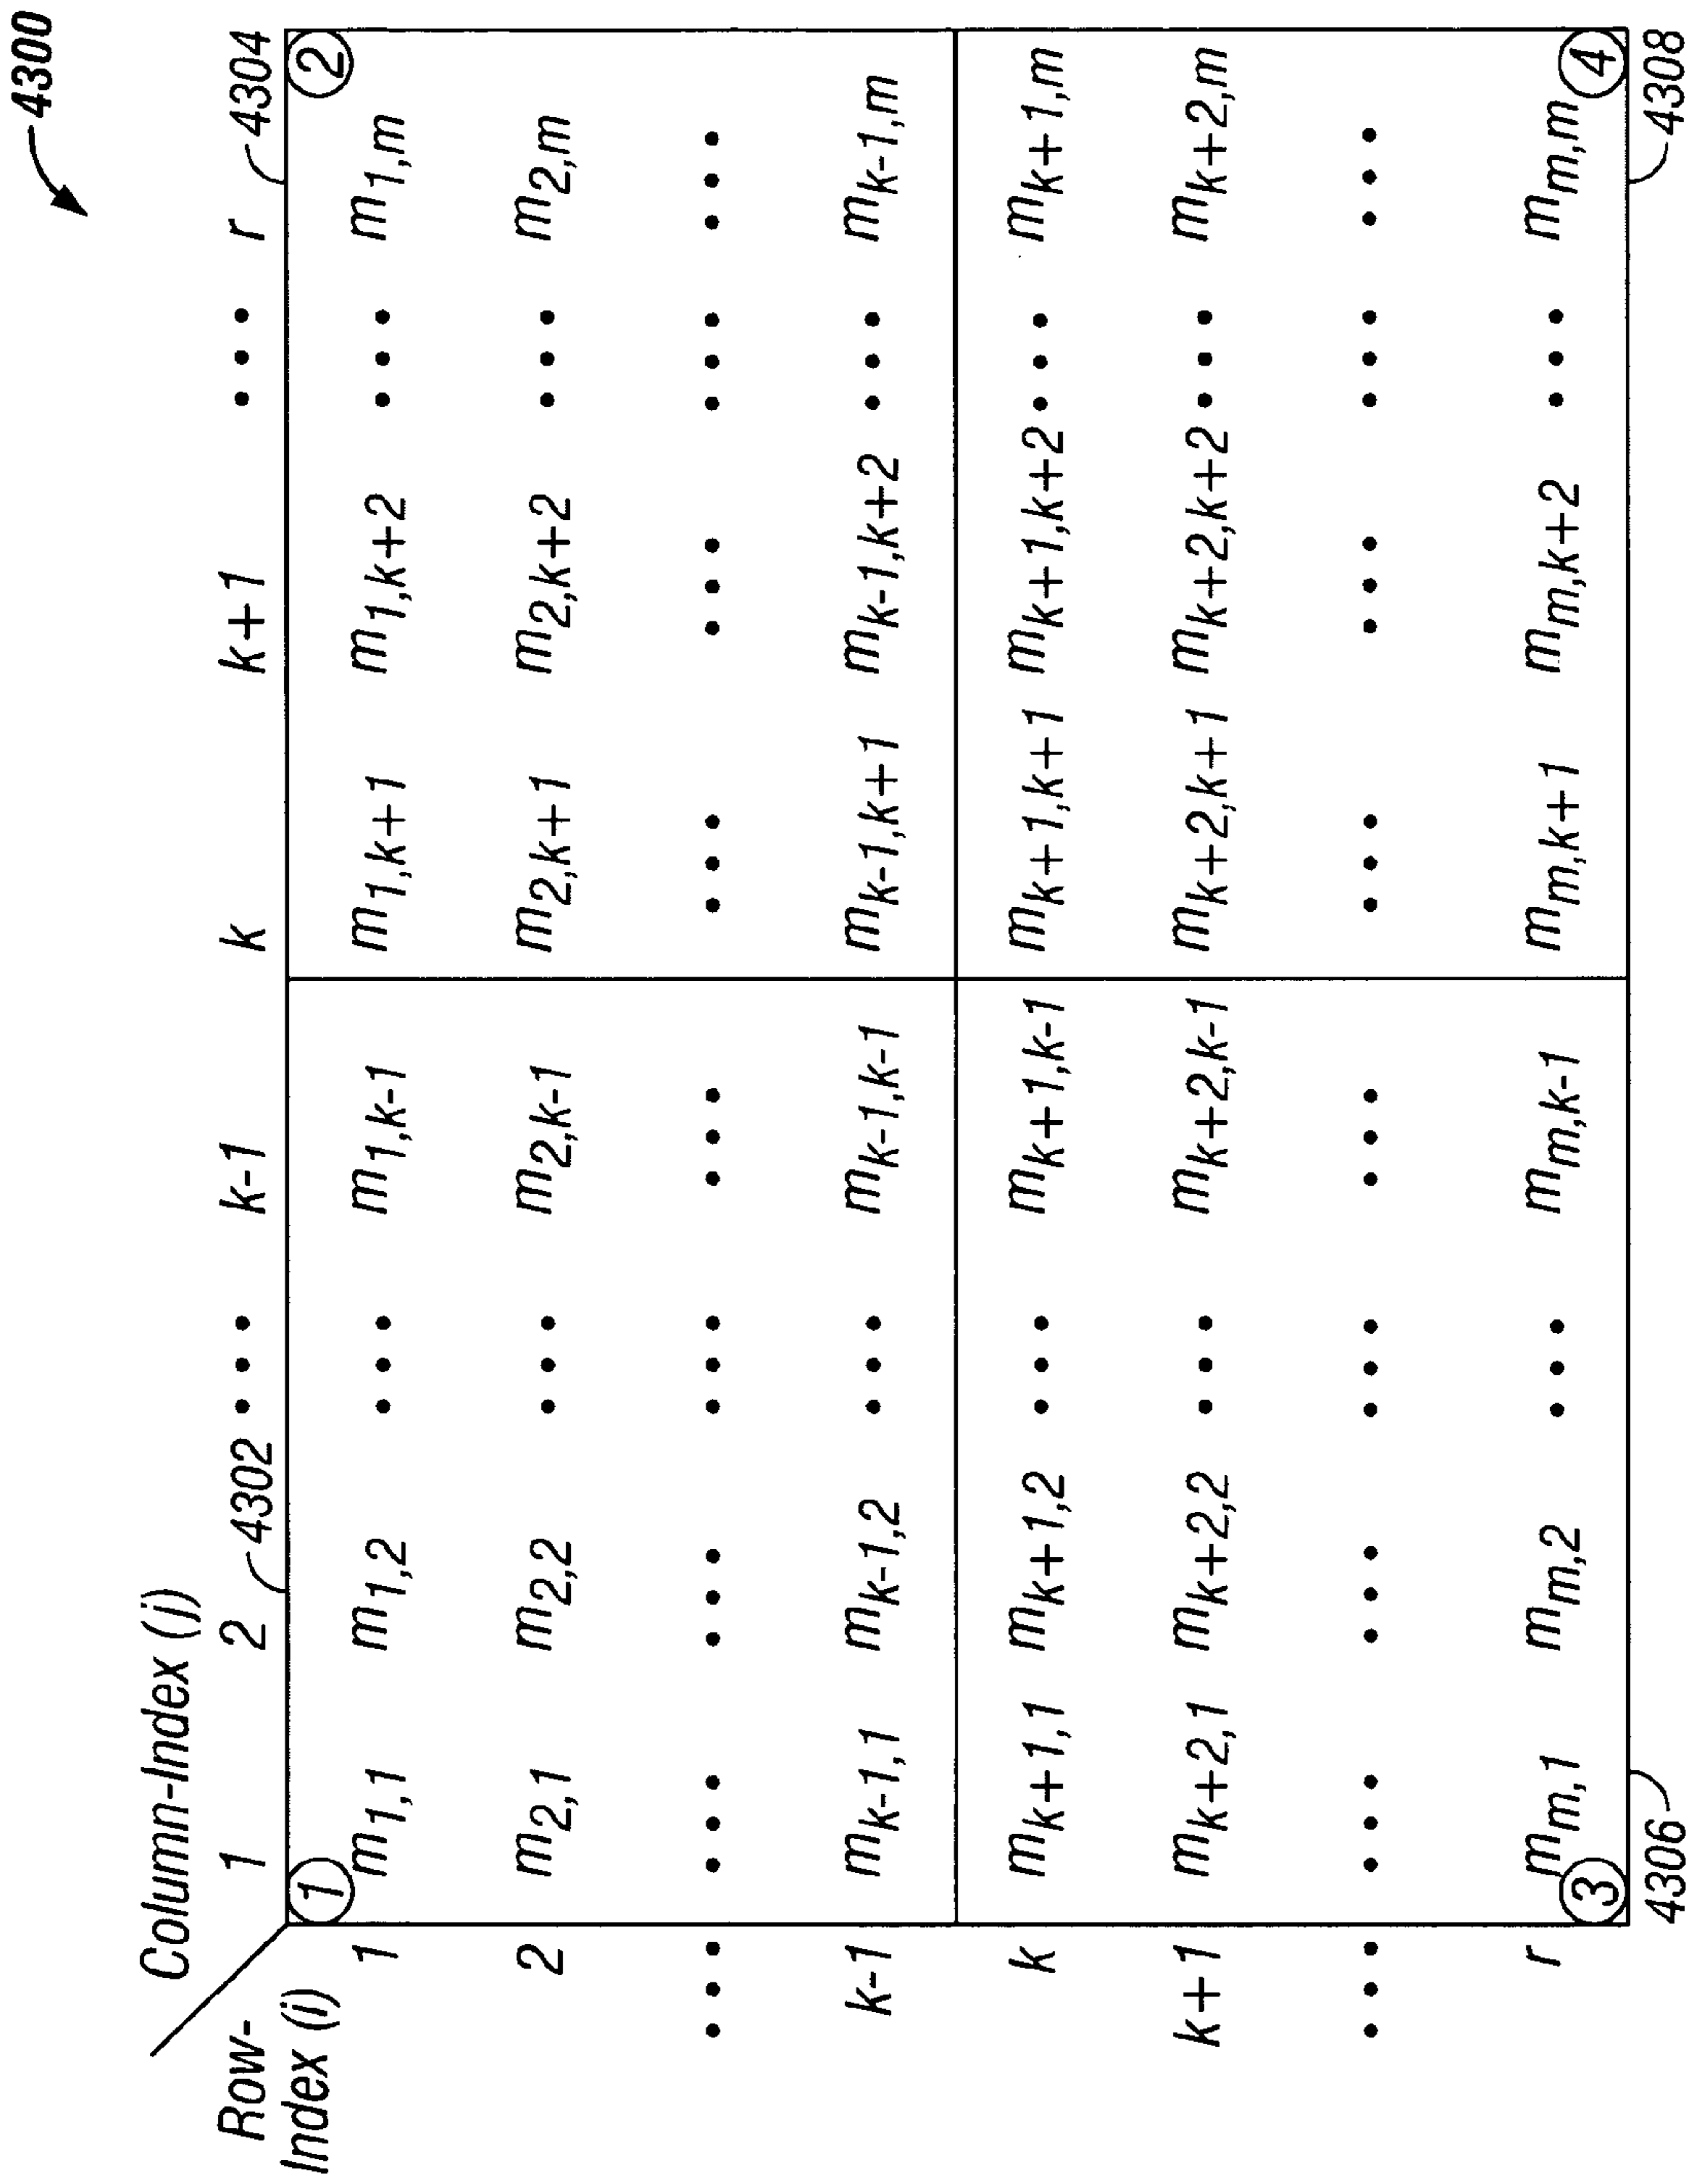 4300
Column-Index (j)
Row-Index (i)
1 2 4302 • • • k-1 k k+1 • • • r 4304
① ②
1 m1,1 m1,2 • • • m1,k-1 m1,k+1 m1,k+2 • • • m1,m
2 m2,1 m2,2 • • • m2,k-1 m2,k+1 m2,k+2 • • • m2,m
• • • • • • • • • • • • • • • • • • • • • • • • • • •
k-1 mk-1,1 mk-1,2 • • • mk-1,k-1 mk-1,k+1 mk-1,k+2 • • • mk-1,m
k mk+1,1 mk+1,2 • • • mk+1,k-1 mk+1,k+1 mk+1,k+2 • • • mk+1,m
k+1 mk+2,1 mk+2,2 • • • mk+2,k-1 mk+2,k+1 mk+2,k+2 • • • mk+2,m
• • • • • • • • • • • • • • • • • • • • • • • • • • •
r mm,1 mm,2 • • • mm,k-1 mm,k+1 mm,k+2 • • • mm,m
③ ④
4306 4308